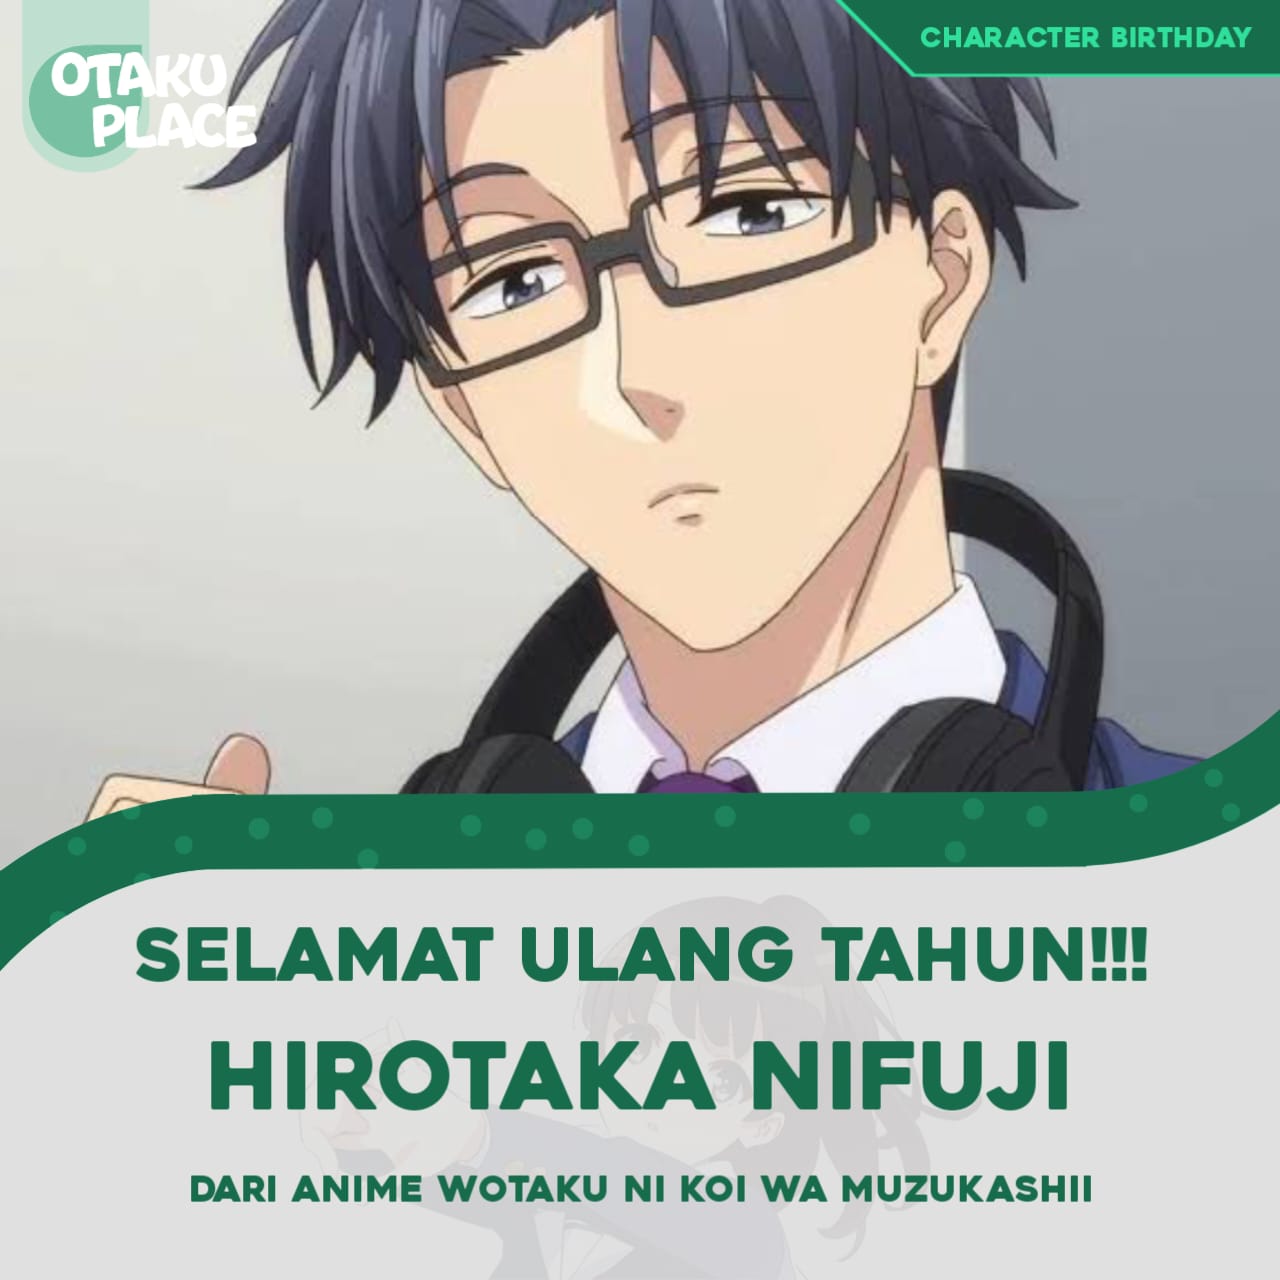 OTAKU
PLACE
CHARACTER BIRTHDAY
SELAMAT ULANG TAHUN!!!
HIROTAKA NIFUJI
DARI ANIME WOTAKU NI KOI WA MUZUKASHII